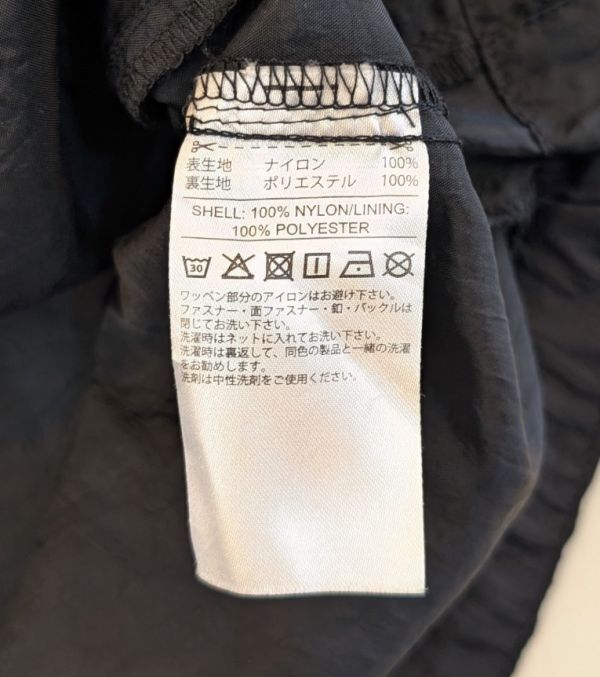 表生地 ナイロン 100%
裏生地 ポリエステル 100%
SHELL: 100% NYLON/LINING:
100% POLYESTER
30
ワッペン部分のアイロンはお避け下さい。
ファスナー・面ファスナー・釦・バックルは
閉じてお洗い下さい。
洗濯時はネットに入れてお洗い下さい。
洗濯時は裏返して、同色の製品と一緒の洗濯
をお勧めします。
洗剤は中性洗剤をご使用ください。